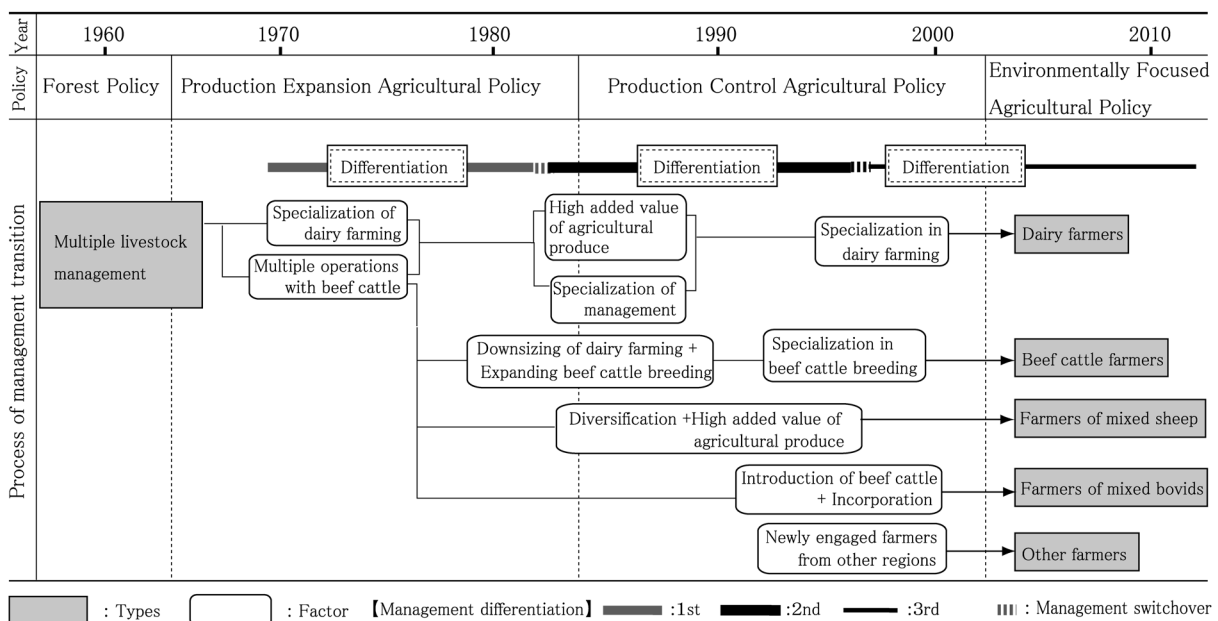 Year
1960
1970
1980
1990
2000
2010
Policy
Forest Policy
Production Expansion Agricultural Policy
Production Control Agricultural Policy
Environmentally Focused
Agricultural Policy
Process of management transition
Differentiation
Differentiation
Differentiation
Multiple livestock
management
Specialization of
dairy farming
Multiple operations
with beef cattle
High added value
of agricultural
produce
Specialization of
management
Specialization in
dairy farming
Dairy farmers
Downsizing of dairy farming +
Expanding beef cattle breeding
Specialization in
beef cattle breeding
Beef cattle farmers
Diversification +High added value of
agricultural produce
Farmers of mixed sheep
Introduction of beef cattle
+ Incorporation
Farmers of mixed bovids
Newly engaged farmers
from other regions
Other farmers
: Types
: Factor
【Management differentiation】
:1st
:2nd
:3rd
: Management switchover